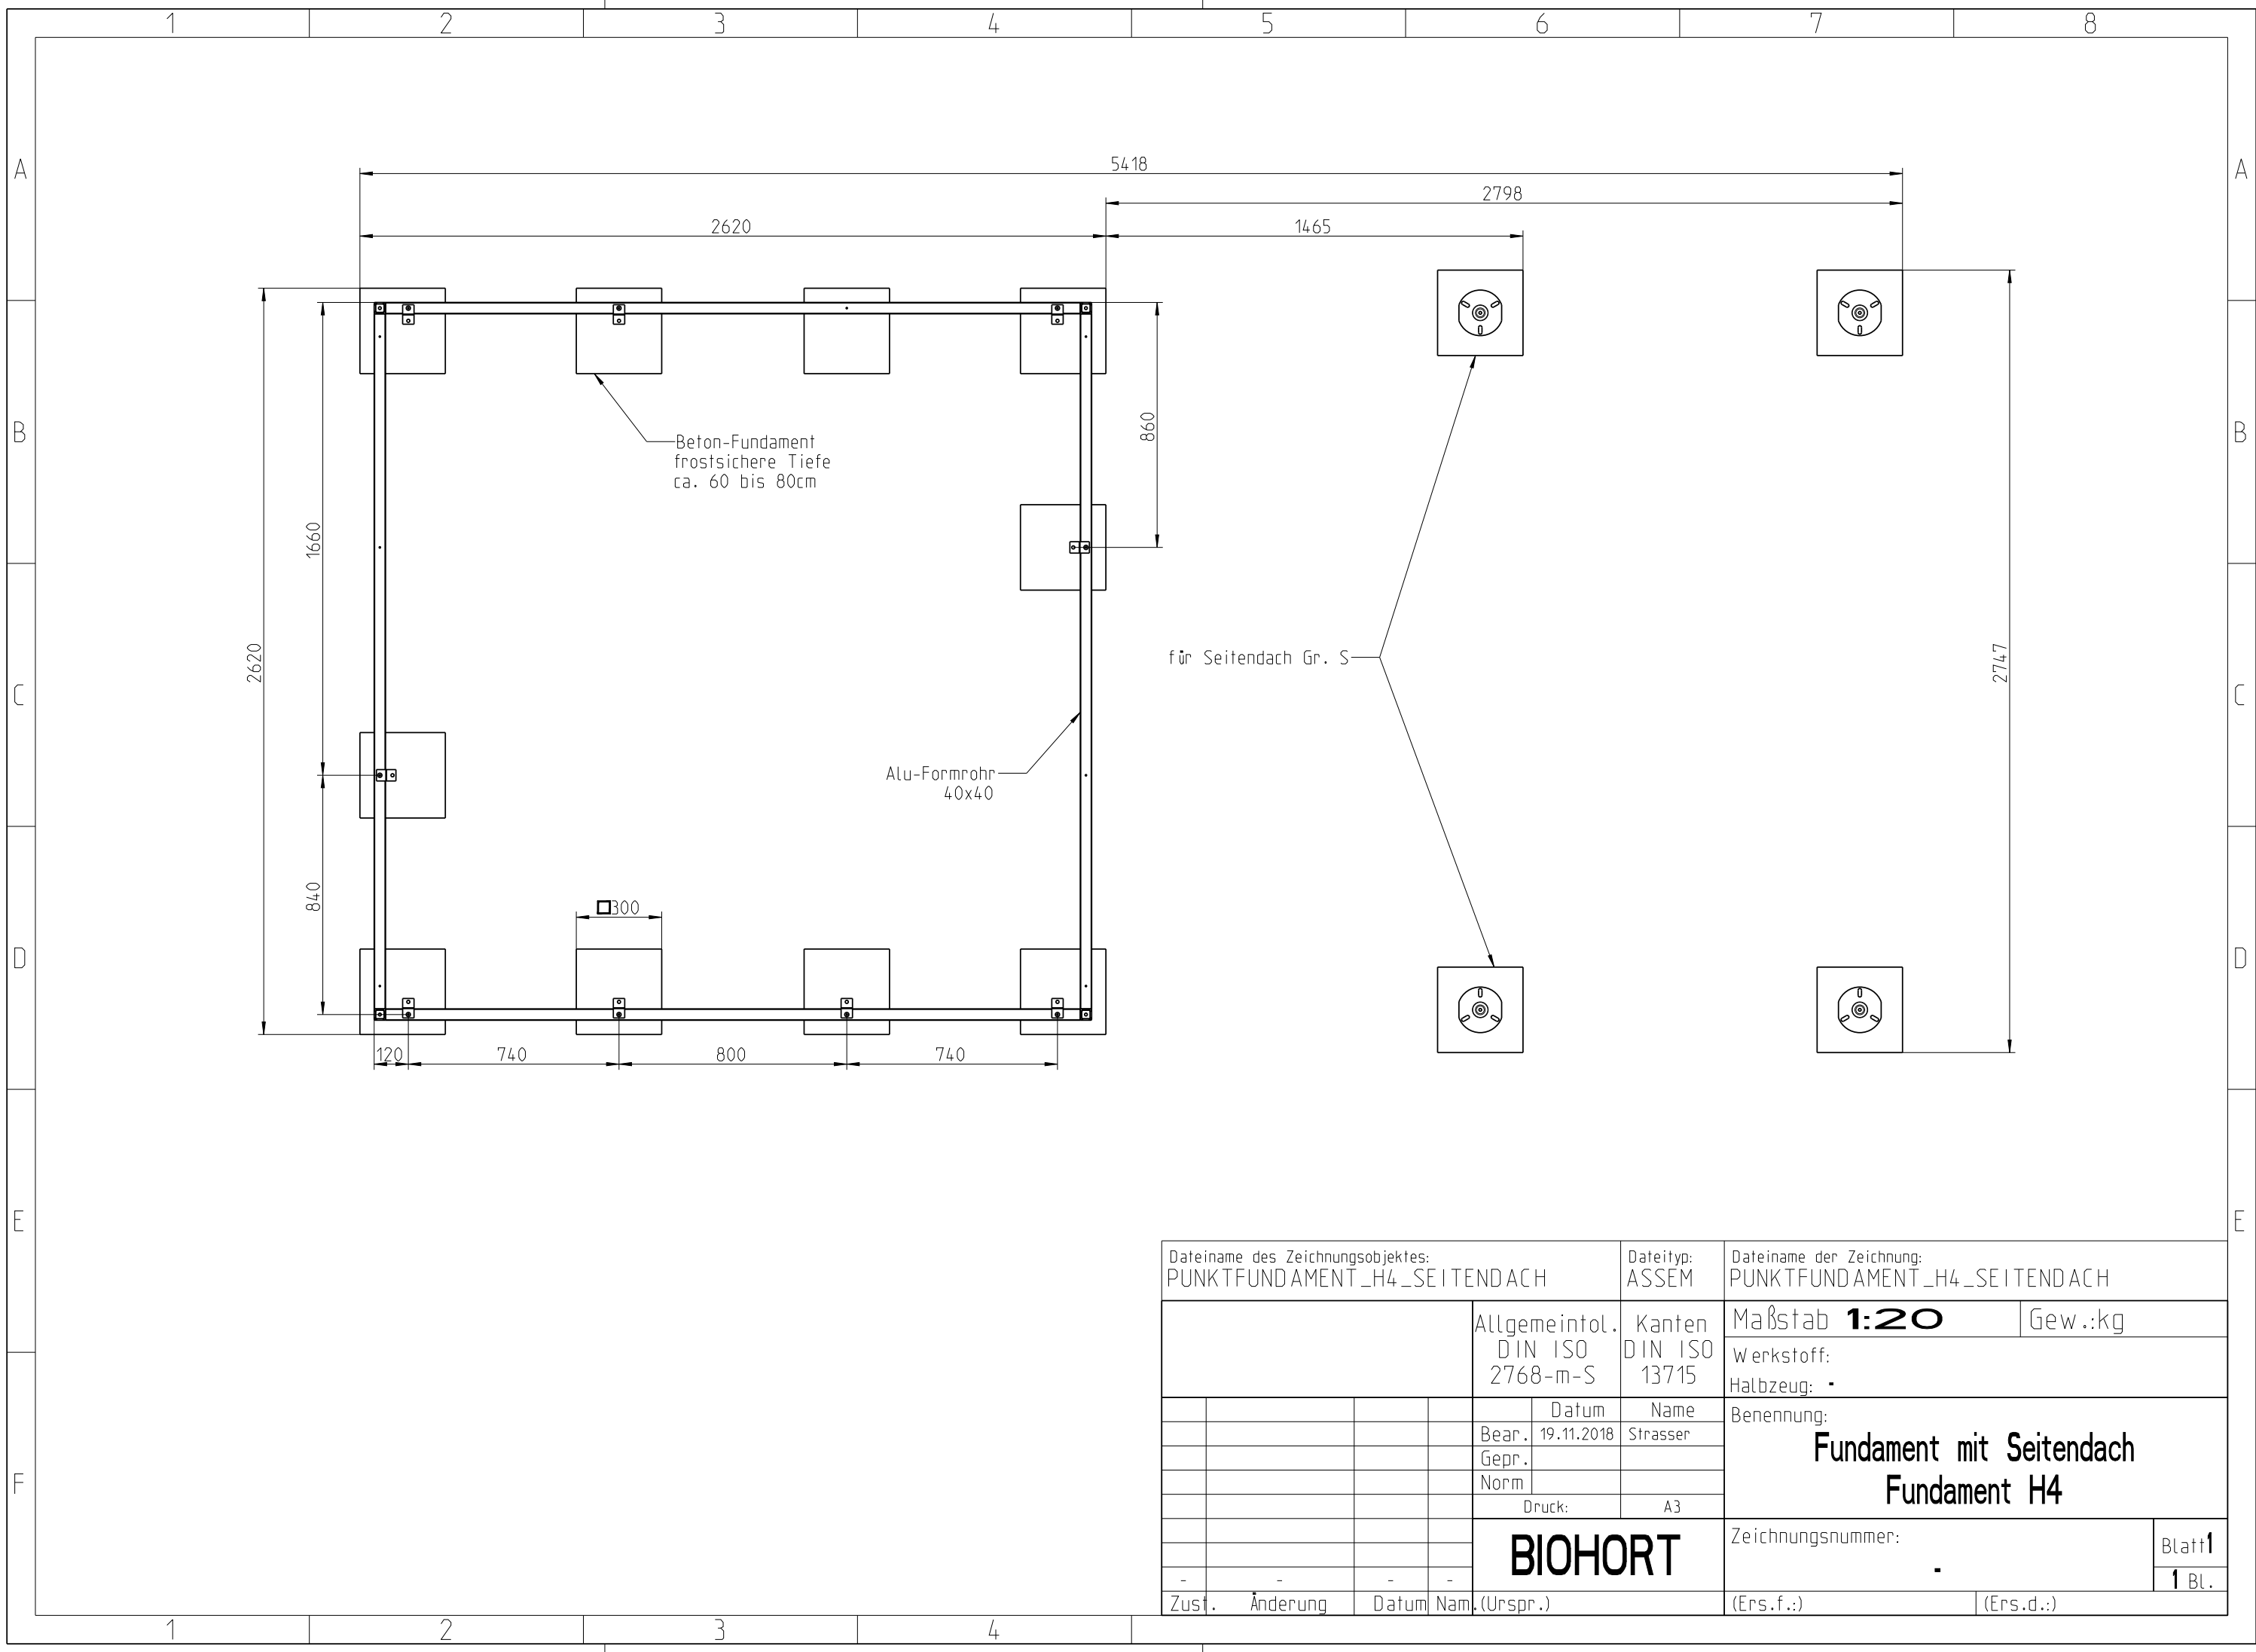 1 2 3 4 5 6 7 8
A A
5418
2798
2620 1465
B B
860
Beton-Fundament
frostsichere Tiefe
ca. 60 bis 80cm
1660
2620
für Seitendach Gr. S
2747
C C
Alu-Formrohr
40x40
840
□300
D D
120 740 800 740
E E
Dateiname des Zeichnungsobjektes: Dateityp: Dateiname der Zeichnung:
PUNKTFUNDAMENT_H4_SEITENDACH ASSEM PUNKTFUNDAMENT_H4_SEITENDACH
Allgemeintol. Kanten Maßstab 1:20 Gew.:kg
DIN ISO DIN ISO Werkstoff:
2768-m-S 13715 Halbzeug: -
Datum Name Benennung:
Bear. 19.11.2018 Strasser Fundament mit Seitendach
Gepr.
Norm Fundament H4
Druck: A3
F
BIOHORT Zeichnungsnummer: Blatt 1
- - - - - 1 Bl.
Zust. Änderung Datum Nam. (Urspr.) (Ers.f.:) (Ers.d.:)
1 2 3 4